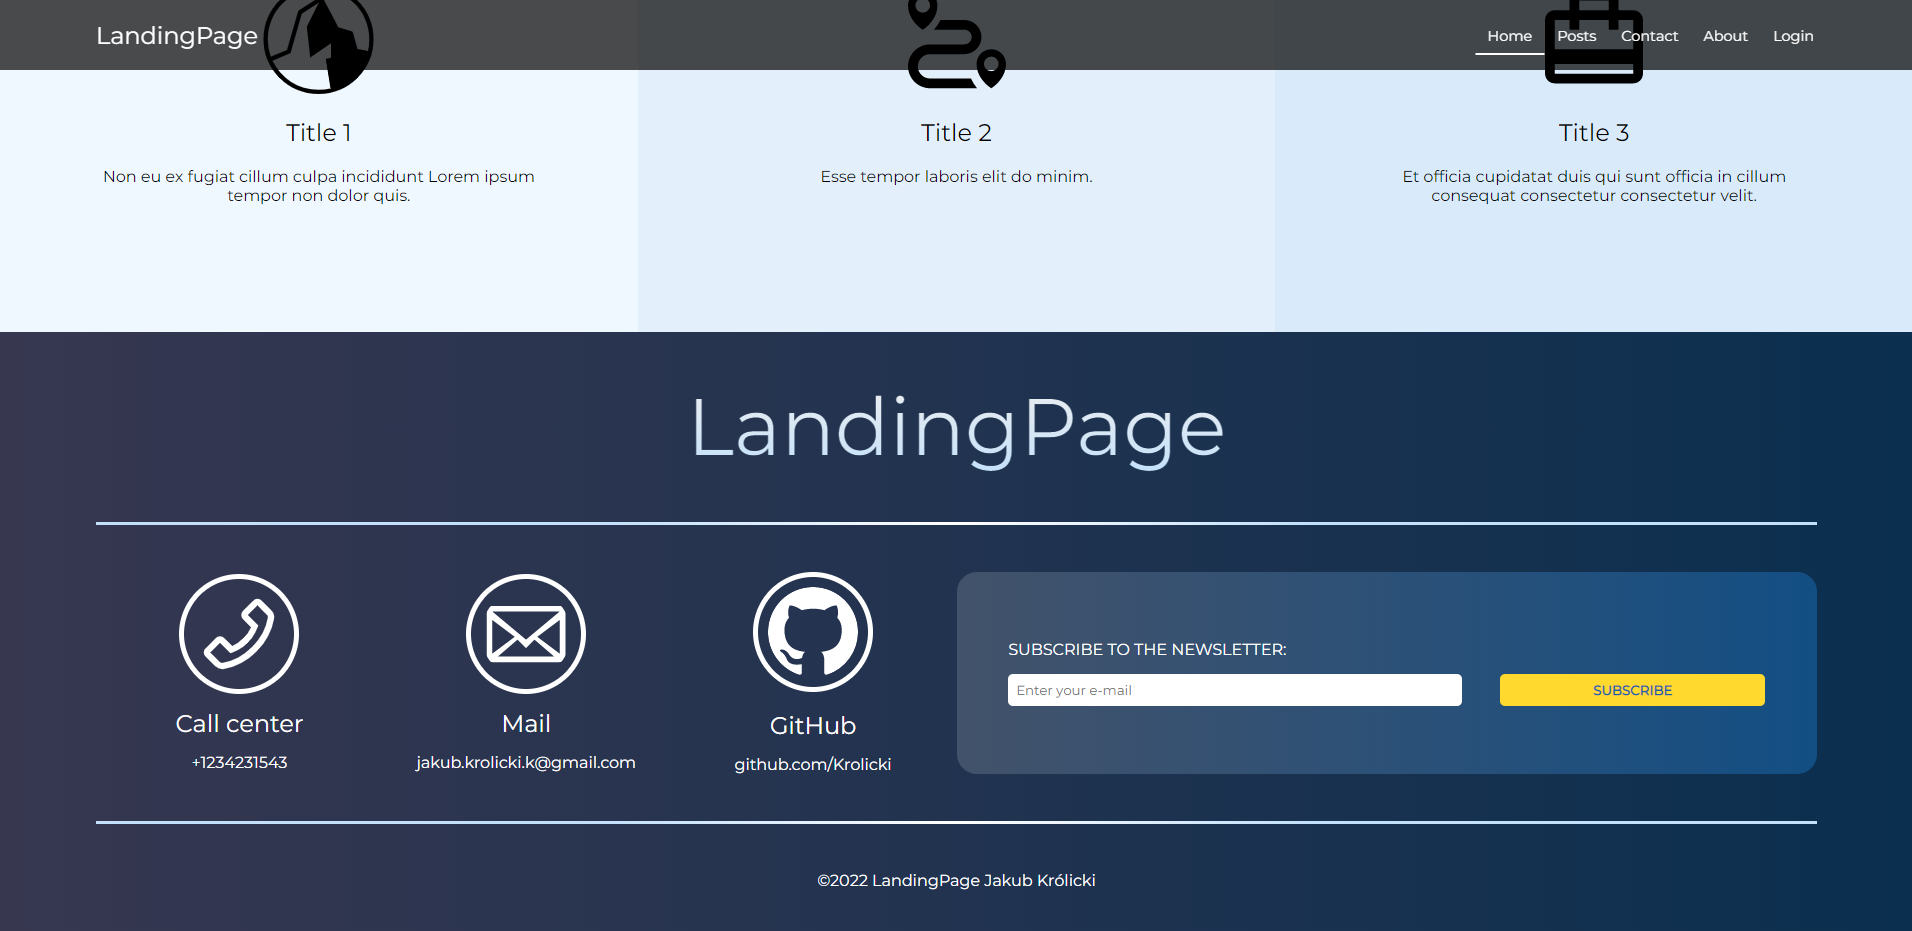 LandingPage
Home Posts Contact About Login
Title 1
Non eu ex fugiat cillum culpa incididunt Lorem ipsum
tempor non dolor quis.
Title 2
Esse tempor laboris elit do minim.
Title 3
Et officia cupidatat duis qui sunt officia in cillum
consequat consectetur consectetur velit.
LandingPage
Call center
+1234231543
Mail
jakub.krolicki.k@gmail.com
GitHub
github.com/Krolicki
SUBSCRIBE TO THE NEWSLETTER:
Enter your e-mail
SUBSCRIBE
©2022 LandingPage Jakub Królicki